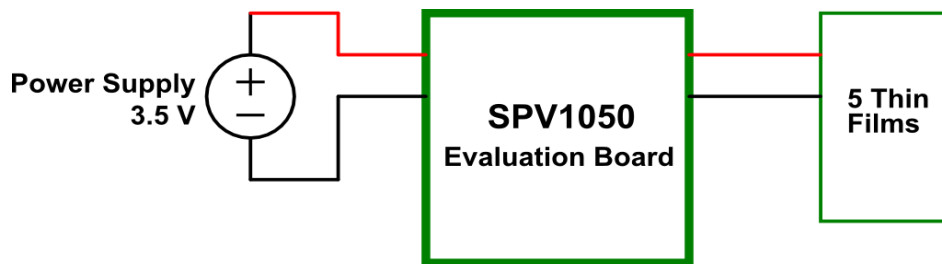 Power Supply
3.5 V
+
−
SPV1050
Evaluation Board
5 Thin
Films